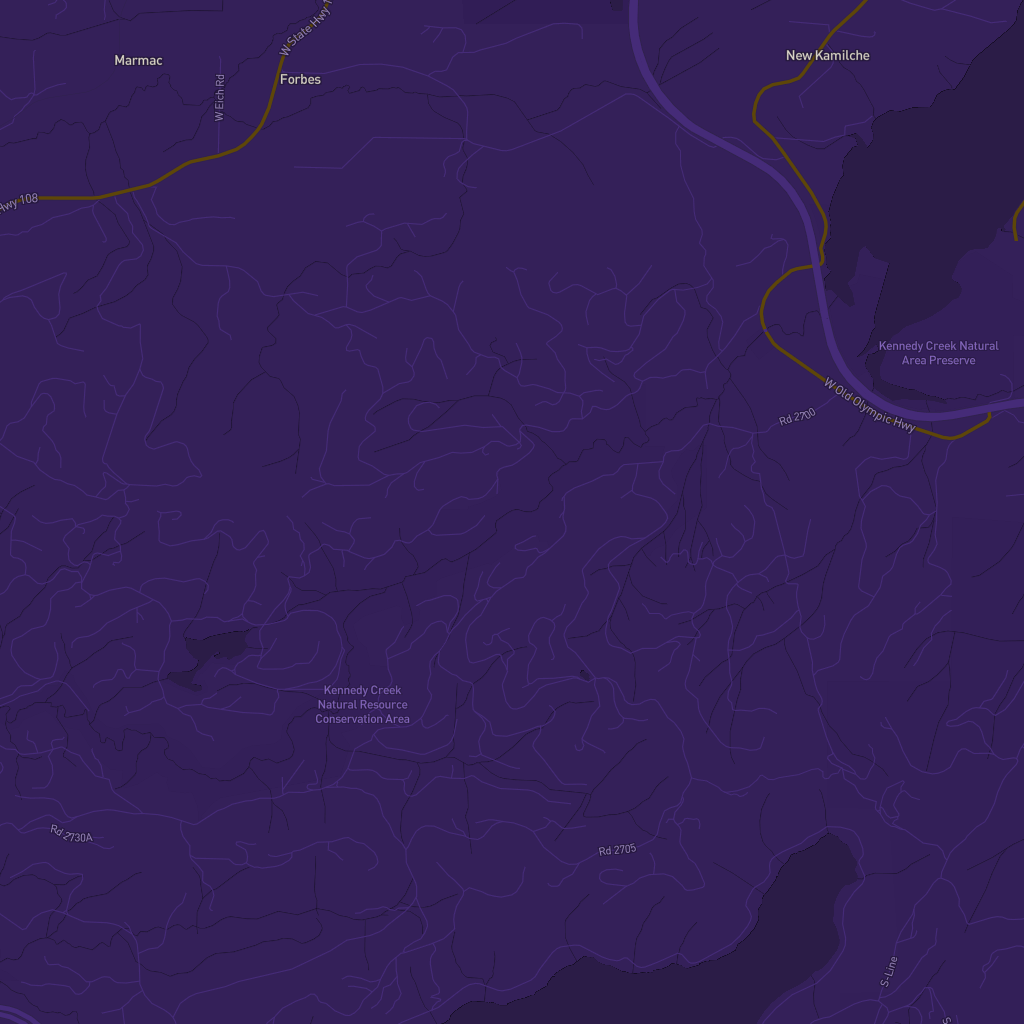 W State Hwy
New Kamilche
Marmac
Forbes
W Eich Rd
Hwy 108
Kennedy Creek Natural
Area Preserve
W Old Olympic Hwy
Rd 2700
Kennedy Creek
Natural Resource
Conservation Area
Rd 2730A
Rd 2705
S-Line
S